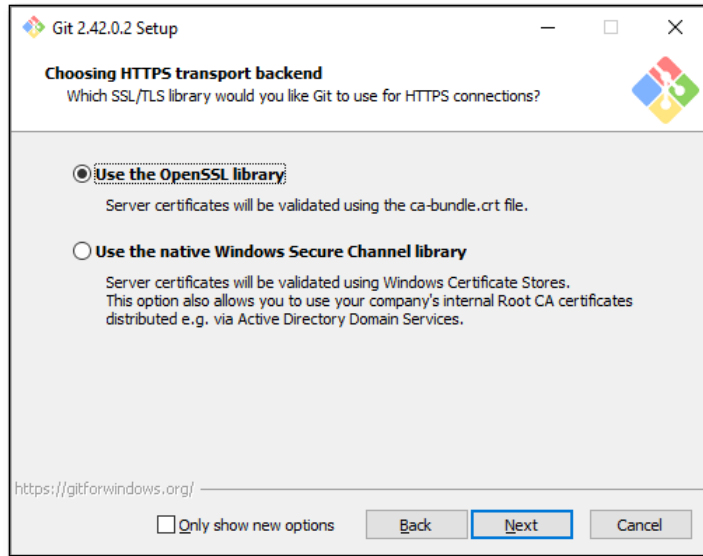 Git 2.42.0.2 Setup
Choosing HTTPS transport backend
Which SSL/TLS library would you like Git to use for HTTPS connections?
Use the OpenSSL library
Server certificates will be validated using the ca-bundle.crt file.
Use the native Windows Secure Channel library
Server certificates will be validated using Windows Certificate Stores.
This option also allows you to use your company's internal Root CA certificates
distributed e.g. via Active Directory Domain Services.
https://gitforwindows.org/
Only show new options Back Next Cancel